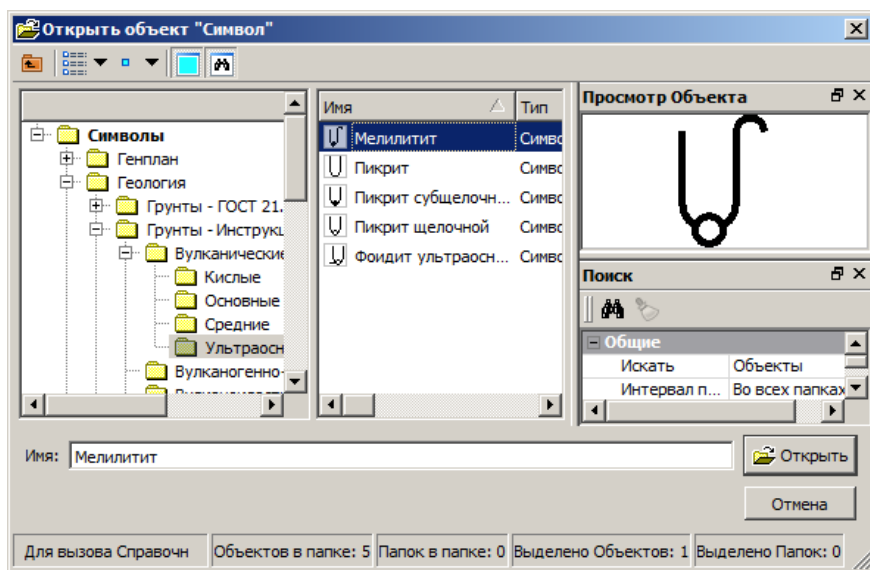 Открыть объект "Символ"
Символы
Генплан
Геология
Грунты - ГОСТ 21.
Грунты - Инструкц
Вулканические
Кислые
Основные
Средние
Ультраосн
Вулканогенно-
Имя
Тип
Мелилитит
Симво
Пикрит
Симво
Пикрит субщелочн...
Симво
Пикрит щелочной
Симво
Фоидит ультраосн...
Симво
Просмотр Объекта
Поиск
Общие
Искать
Объекты
Интервал п...
Во всех папках
Имя:
Мелилитит
Открыть
Отмена
Для вызова Справочн
Объектов в папке: 5
Папок в папке: 0
Выделено Объектов: 1
Выделено Папок: 0